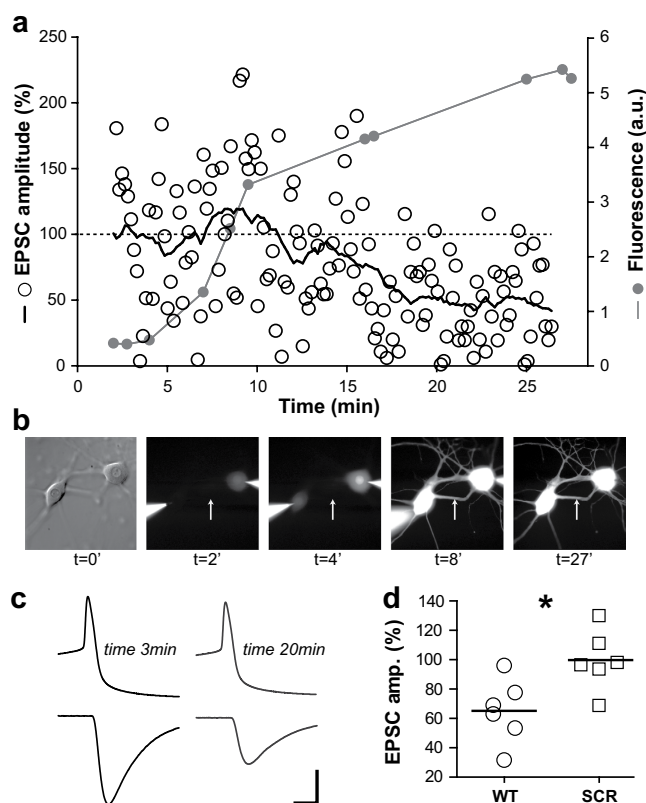 a
EPSC amplitude (%)
250
200
150
100
50
0
0
5
10
15
20
25
Time (min)
6
5
4
3
2
1
0
Fluorescence (a.u.)
b
t=0'
t=2'
t=4'
t=8'
t=27'
c
time 3min
time 20min
d
*
EPSC amp. (%)
140
120
100
80
60
40
20
WT
SCR